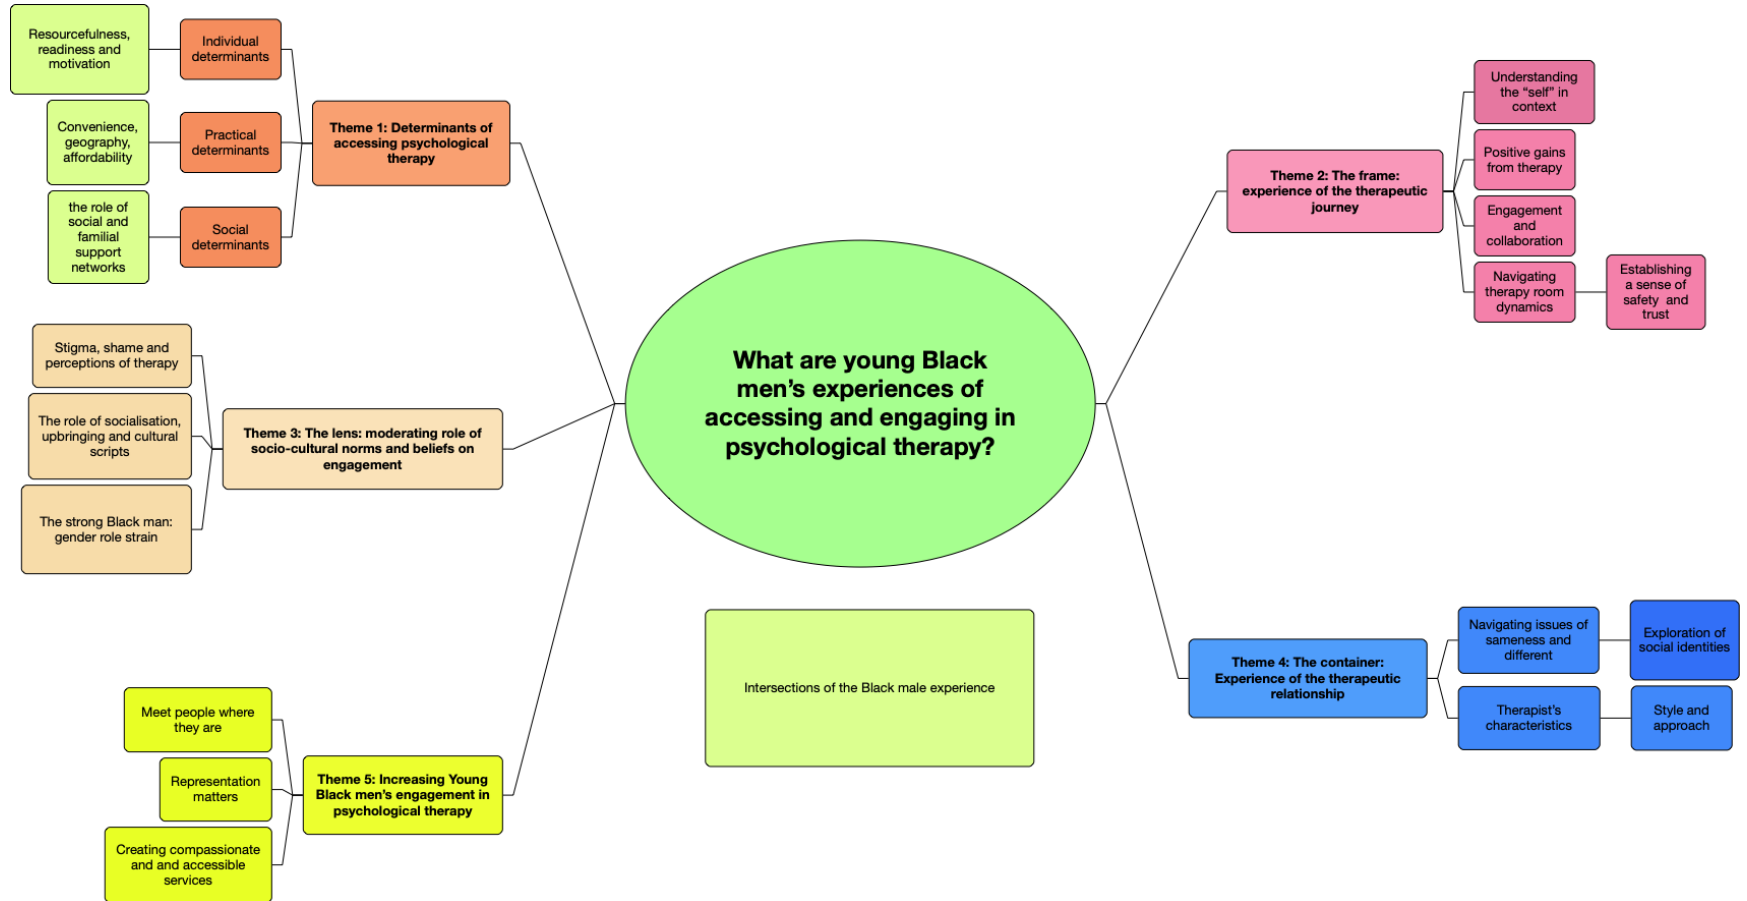 Resourcefulness,
readiness and
motivation
Individual
determinants
Convenience,
geography,
affordability
Practical
determinants
the role of
social and
familial
support
networks
Social
determinants
Theme 1: Determinants of
accessing psychological
therapy
Stigma, shame and
perceptions of therapy
The role of socialisation,
upbringing and cultural
scripts
The strong Black man:
gender role strain
Theme 3: The lens: moderating role of
socio-cultural norms and beliefs on
engagement
Meet people where
they are
Representation
matters
Creating compassionate
and and accessible
services
Theme 5: Increasing Young
Black men’s engagement in
psychological therapy
What are young Black
men’s experiences of
accessing and engaging in
psychological therapy?
Intersections of the Black male experience
Theme 2: The frame:
experience of the therapeutic
journey
Understanding
the “self” in
context
Positive gains
from therapy
Engagement
and
collaboration
Navigating
therapy room
dynamics
Establishing
a sense of
safety and
trust
Theme 4: The container:
Experience of the therapeutic
relationship
Navigating issues of
sameness and
different
Exploration of
social identities
Therapist’s
characteristics
Style and
approach